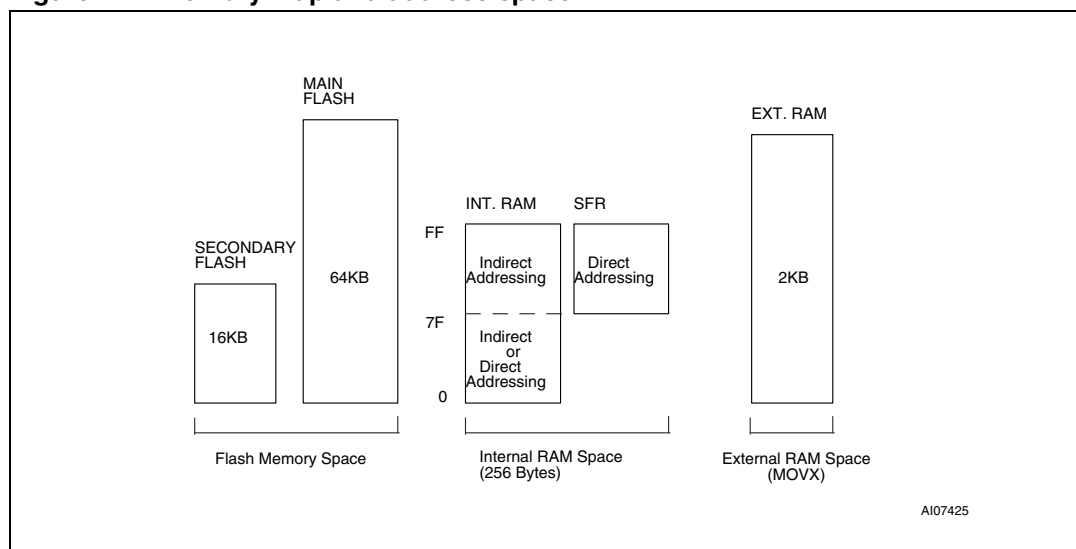 MAIN
FLASH
EXT. RAM
INT. RAM
SFR
FF
SECONDARY
FLASH
Indirect
Addressing
Direct
Addressing
64KB
2KB
7F
16KB
Indirect
or
Direct
Addressing
0
Flash Memory Space
Internal RAM Space
(256 Bytes)
External RAM Space
(MOVX)
AI07425